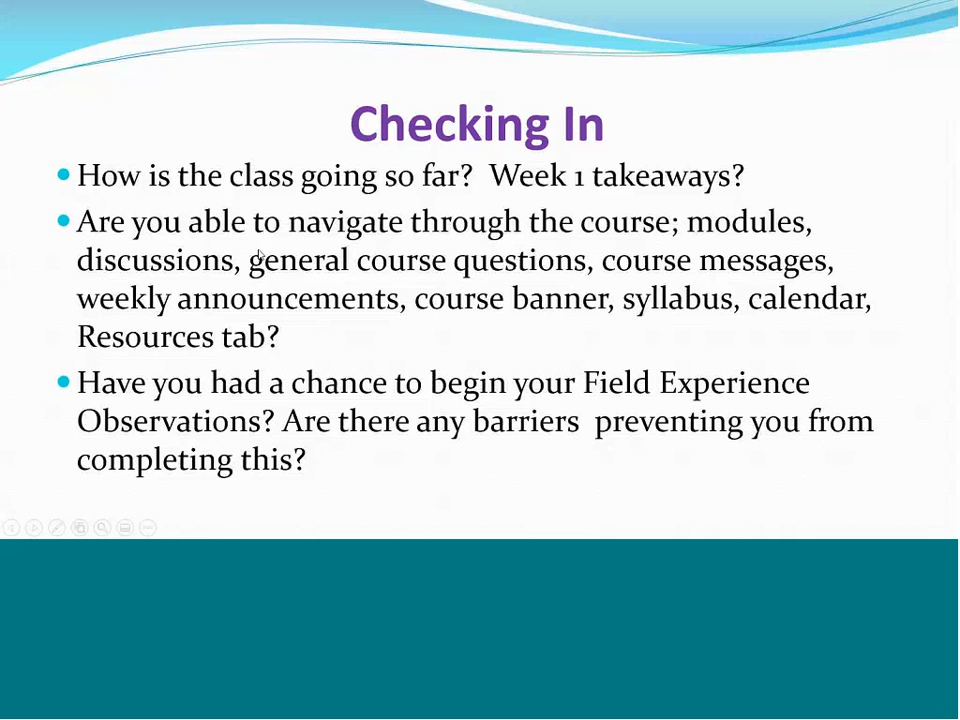 Checking In
How is the class going so far?  Week 1 takeaways?
Are you able to navigate through the course; modules,
discussions, general course questions, course messages,
weekly announcements, course banner, syllabus, calendar,
Resources tab?
Have you had a chance to begin your Field Experience
Observations? Are there any barriers  preventing you from
completing this?